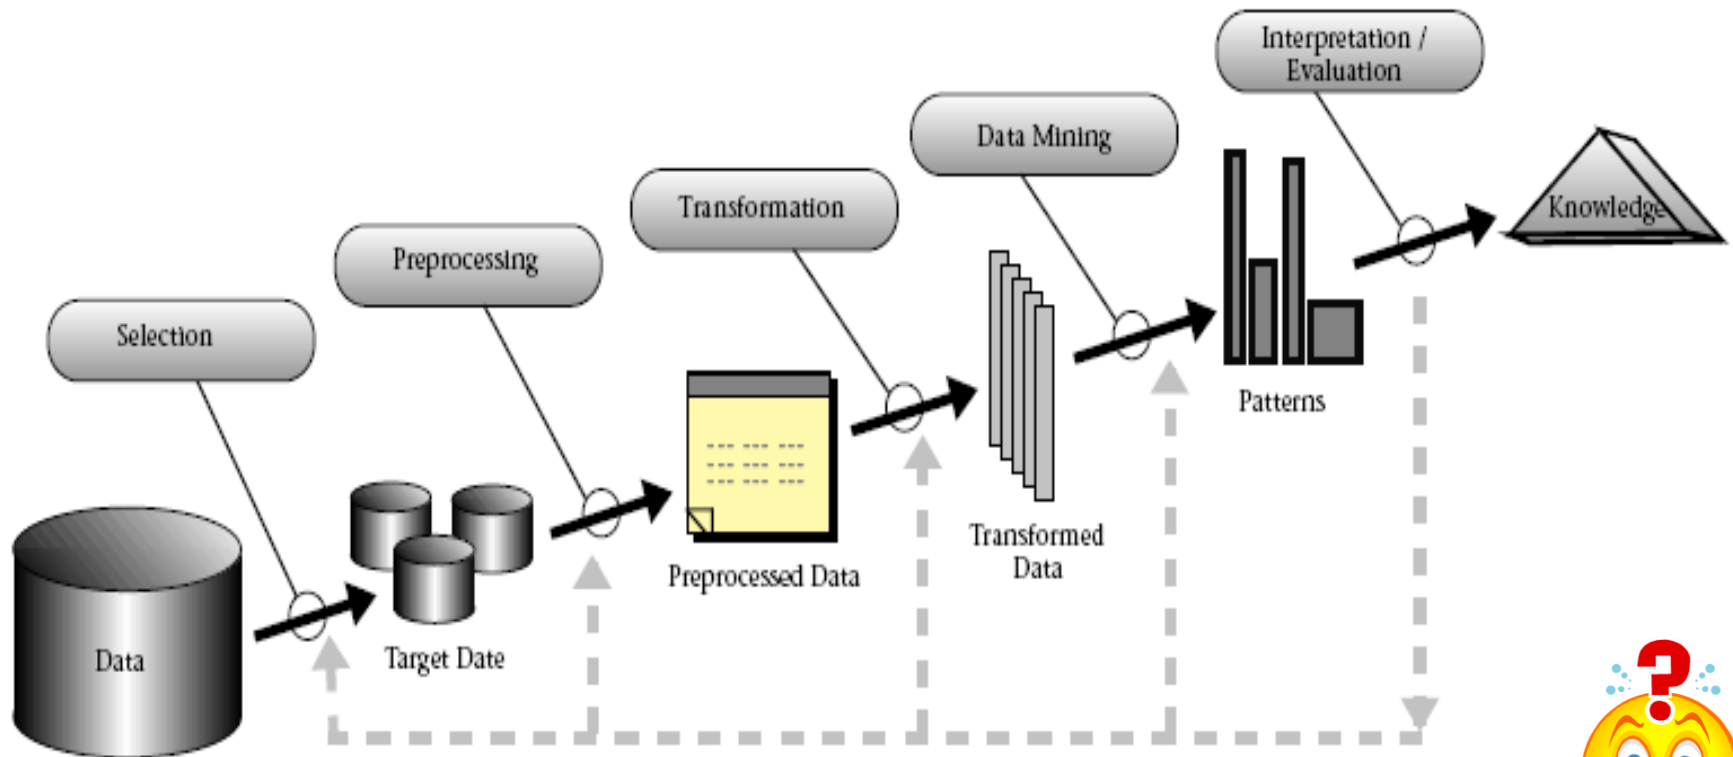 Interpretation /
Evaluation
Data Mining
Transformation
Knowledge
Preprocessing
Selection
Patterns
Transformed
Data
Preprocessed Data
Target Date
Data
?